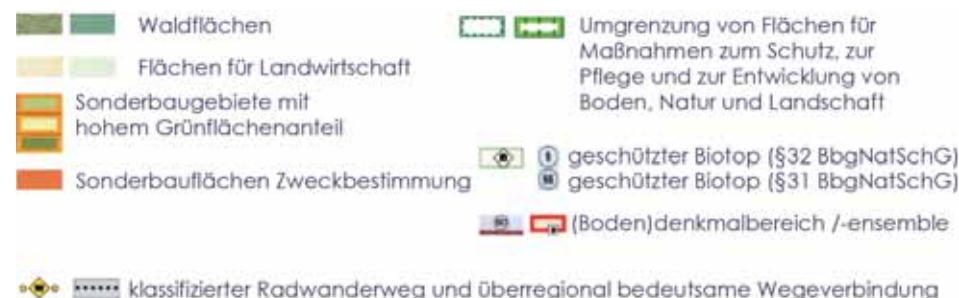 Waldflächen
Flächen für Landwirtschaft
Sonderbaugebiete mit
hohem Grünflächenanteil
Sonderbauflächen Zweckbestimmung
Umgrenzung von Flächen für
Maßnahmen zum Schutz, zur
Pflege und zur Entwicklung von
Boden, Natur und Landschaft
geschützter Biotop (§32 BbgNatSchG)
geschützter Biotop (§31 BbgNatSchG)
(Boden)denkmalbereich /-ensemble
klassifizierter Radwanderweg und überregional bedeutsame Wegeverbindung